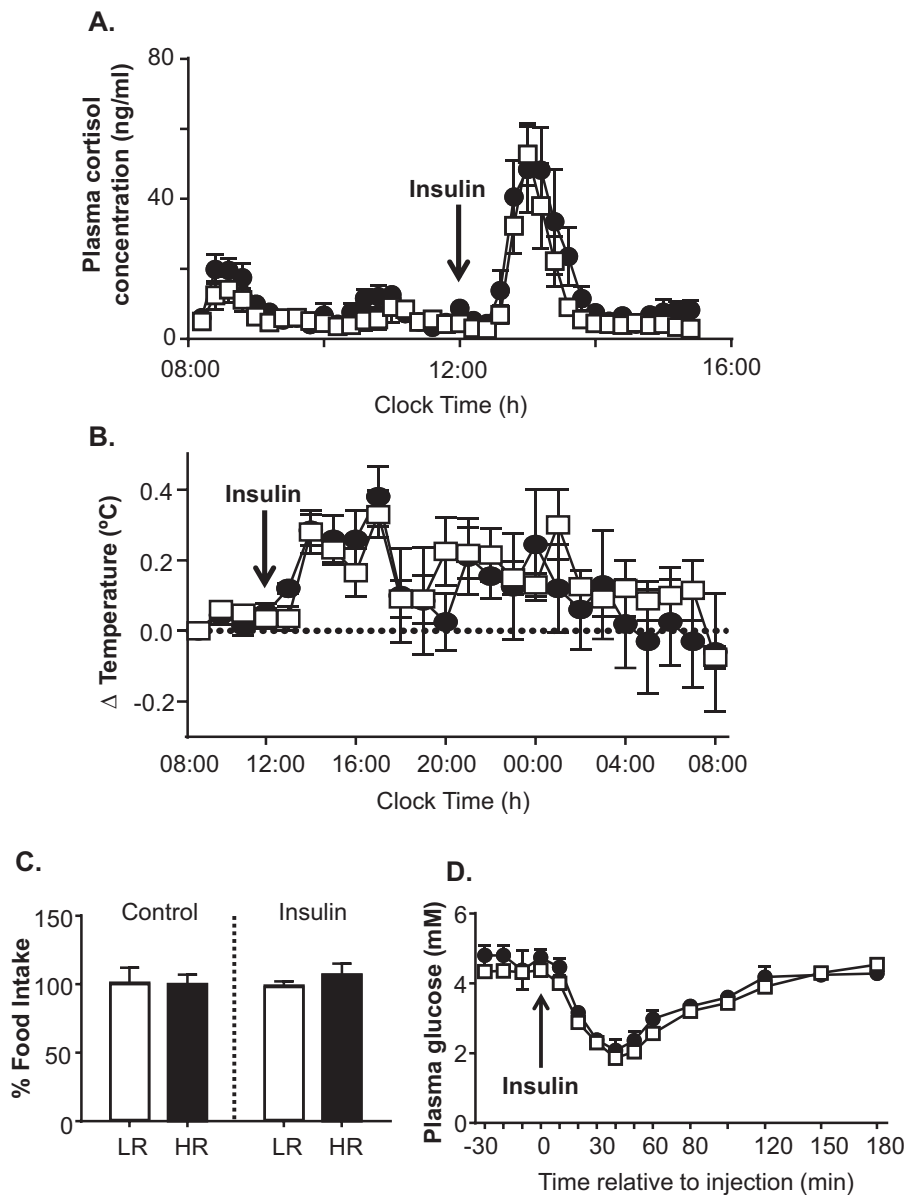 A.
80
40
0
Plasma cortisol
concentration (ng/ml)
Insulin
08:00 12:00 16:00
Clock Time (h)
B.
0.4
0.2
0.0
-0.2
Δ Temperature (ºC)
Insulin
08:00 12:00 16:00 20:00 00:00 04:00 08:00
Clock Time (h)
C.
150
100
50
0
% Food Intake
Control Insulin
LR HR LR HR
D.
6
4
2
0
Plasma glucose (mM)
Insulin
-30 0 30 60 80 120 150 180
Time relative to injection (min)